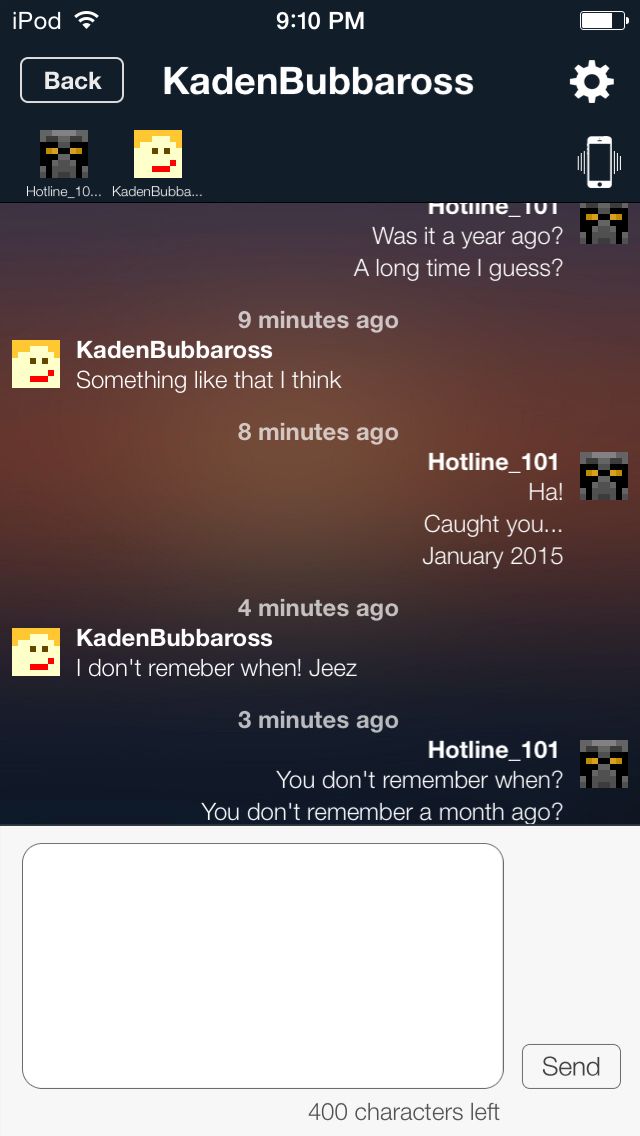 iPod 9:10 PM
Back KadenBubbaross
Hotline_10... KadenBubba...
Hotline_101
Was it a year ago?
A long time I guess?
9 minutes ago
KadenBubbaross
Something like that I think
8 minutes ago
Hotline_101
Ha!
Caught you...
January 2015
4 minutes ago
KadenBubbaross
I don't remeber when! Jeez
3 minutes ago
Hotline_101
You don't remember when?
You don't remember a month ago?
Send
400 characters left